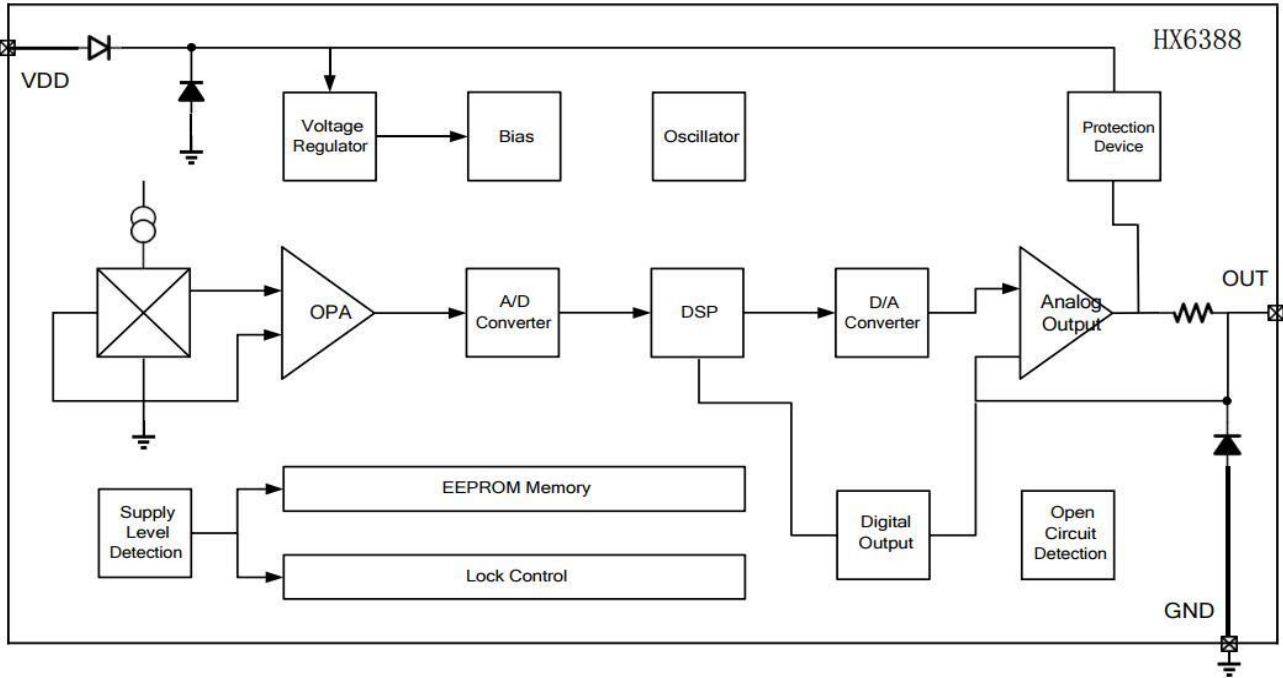 HX6388
VDD
Voltage
Regulator
Bias
Oscillator
Protection
Device
OPA
A/D
Converter
DSP
D/A
Converter
Analog
Output
OUT
Supply
Level
Detection
EEPROM Memory
Lock Control
Digital
Output
Open
Circuit
Detection
GND